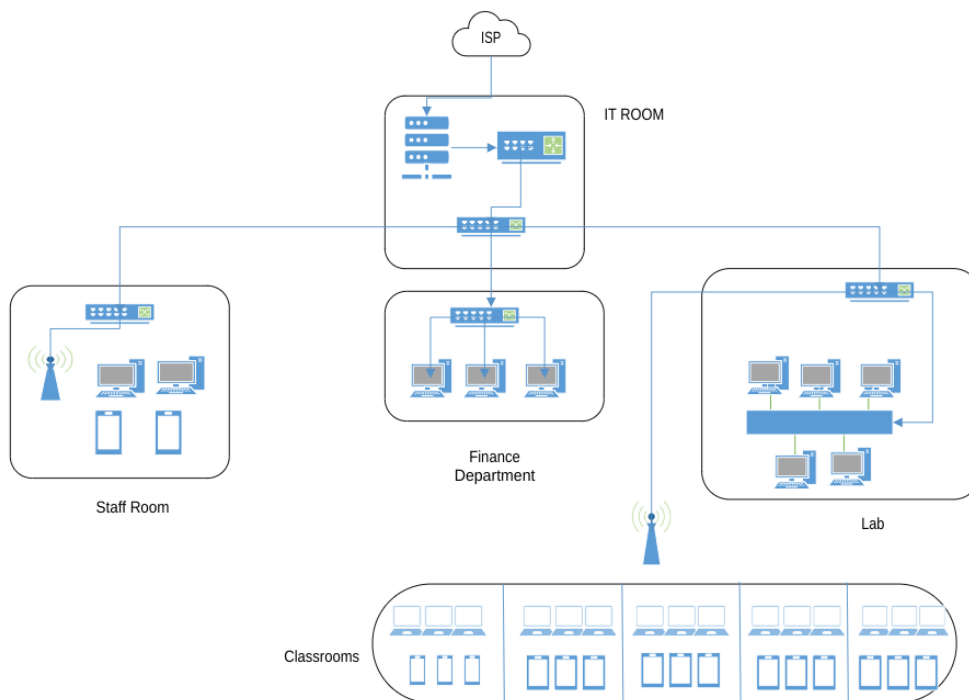 ISP
IT ROOM
Finance
Department
Staff Room
Lab
Classrooms